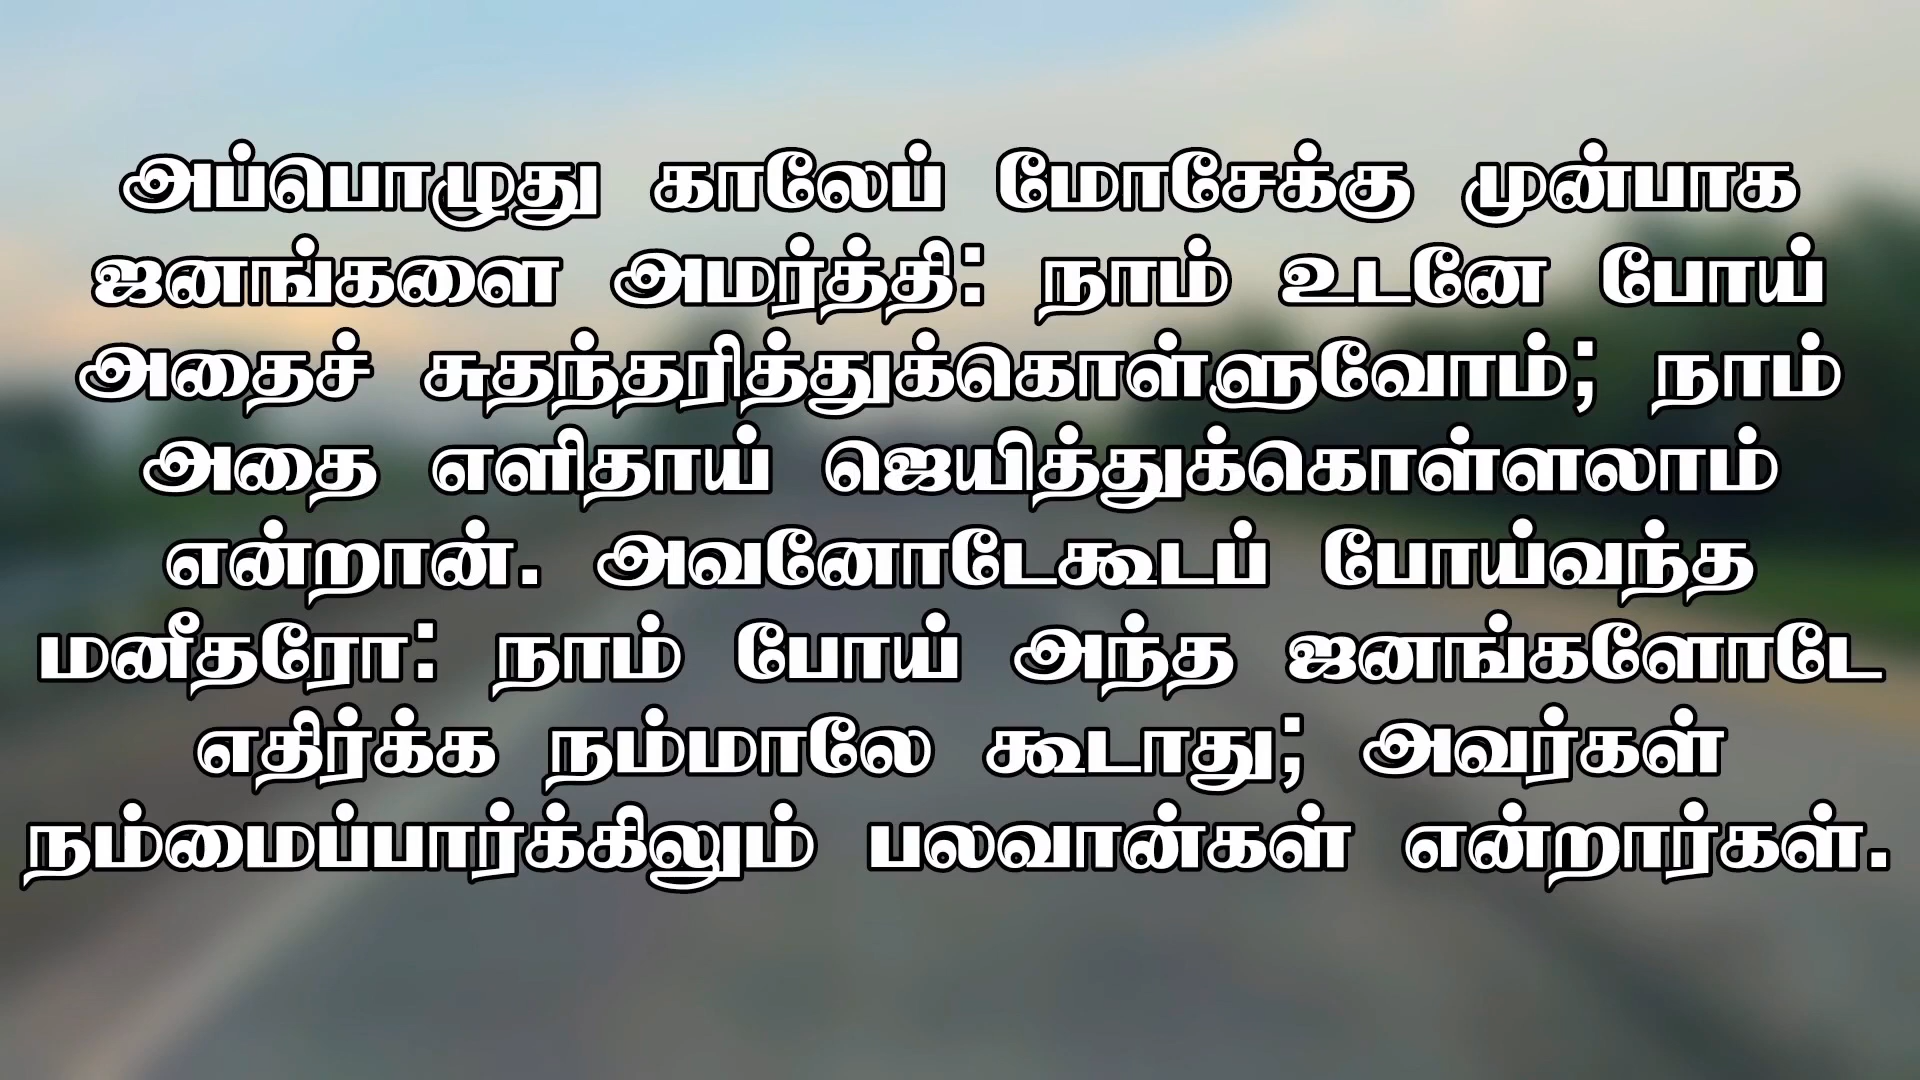 அப்பொழுது காலேப் மோசேக்கு முன்பாக
ஜனங்களை அமர்த்தி: நாம் உடனே போய்
அதைச் சுதந்தரித்துக்கொள்ளுவோம்; நாம்
அதை எளிதாய் ஜெயித்துக்கொள்ளலாம்
என்றான். அவனோடேகூடப் போய்வந்த
மனீதரோ: நாம் போய் அந்த ஜனங்களோடே
எதிர்க்க நம்மாலே கூடாது; அவர்கள்
நம்மைப்பார்க்கிலும் பலவான்கள் என்றார்கள்.